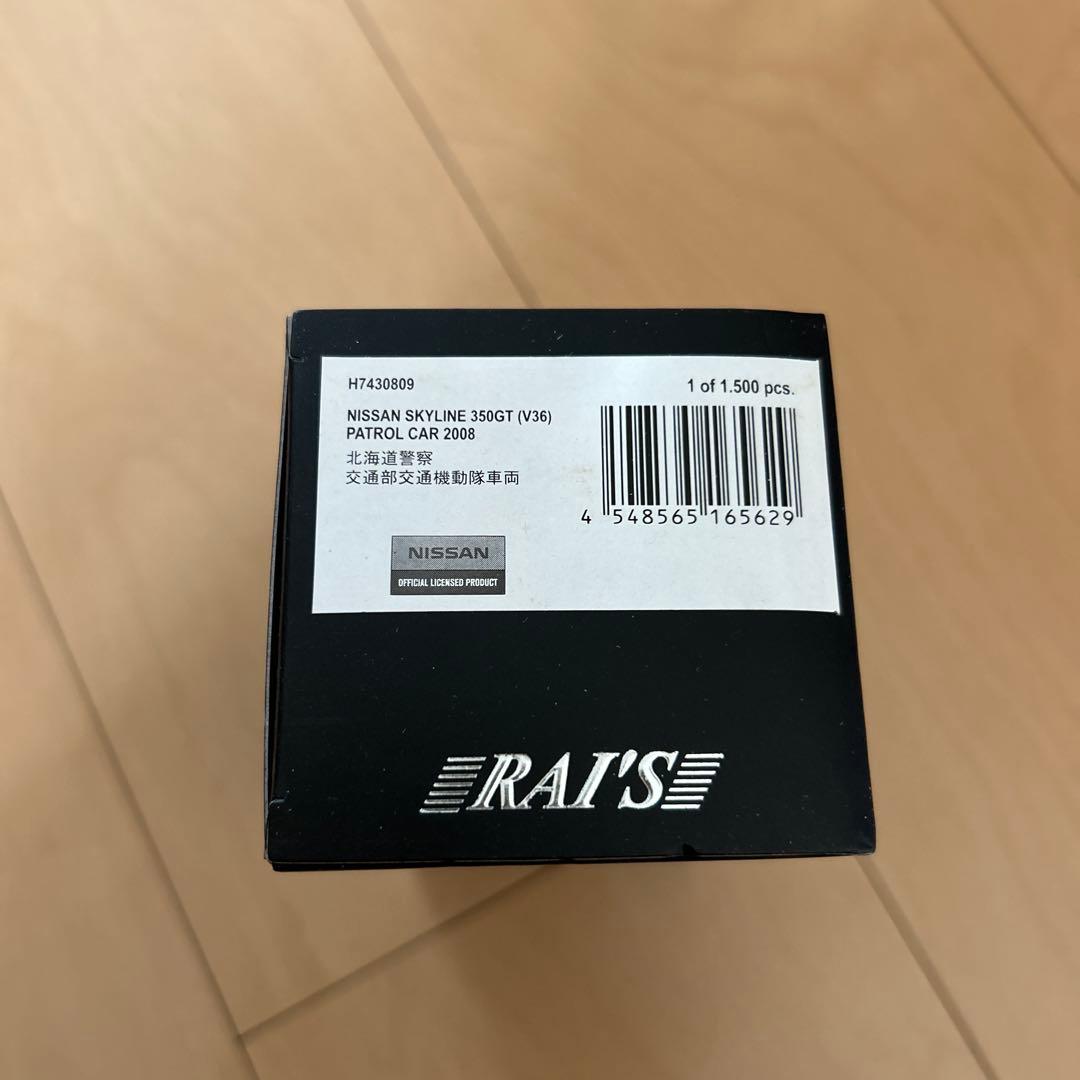 H7430809
1 of 1.500 pcs.
NISSAN SKYLINE 350GT (V36)
PATROL CAR 2008
北海道警察
交通部交通機動隊車両
4 548565 165629
NISSAN
OFFICIAL LICENSED PRODUCT
RAI'S